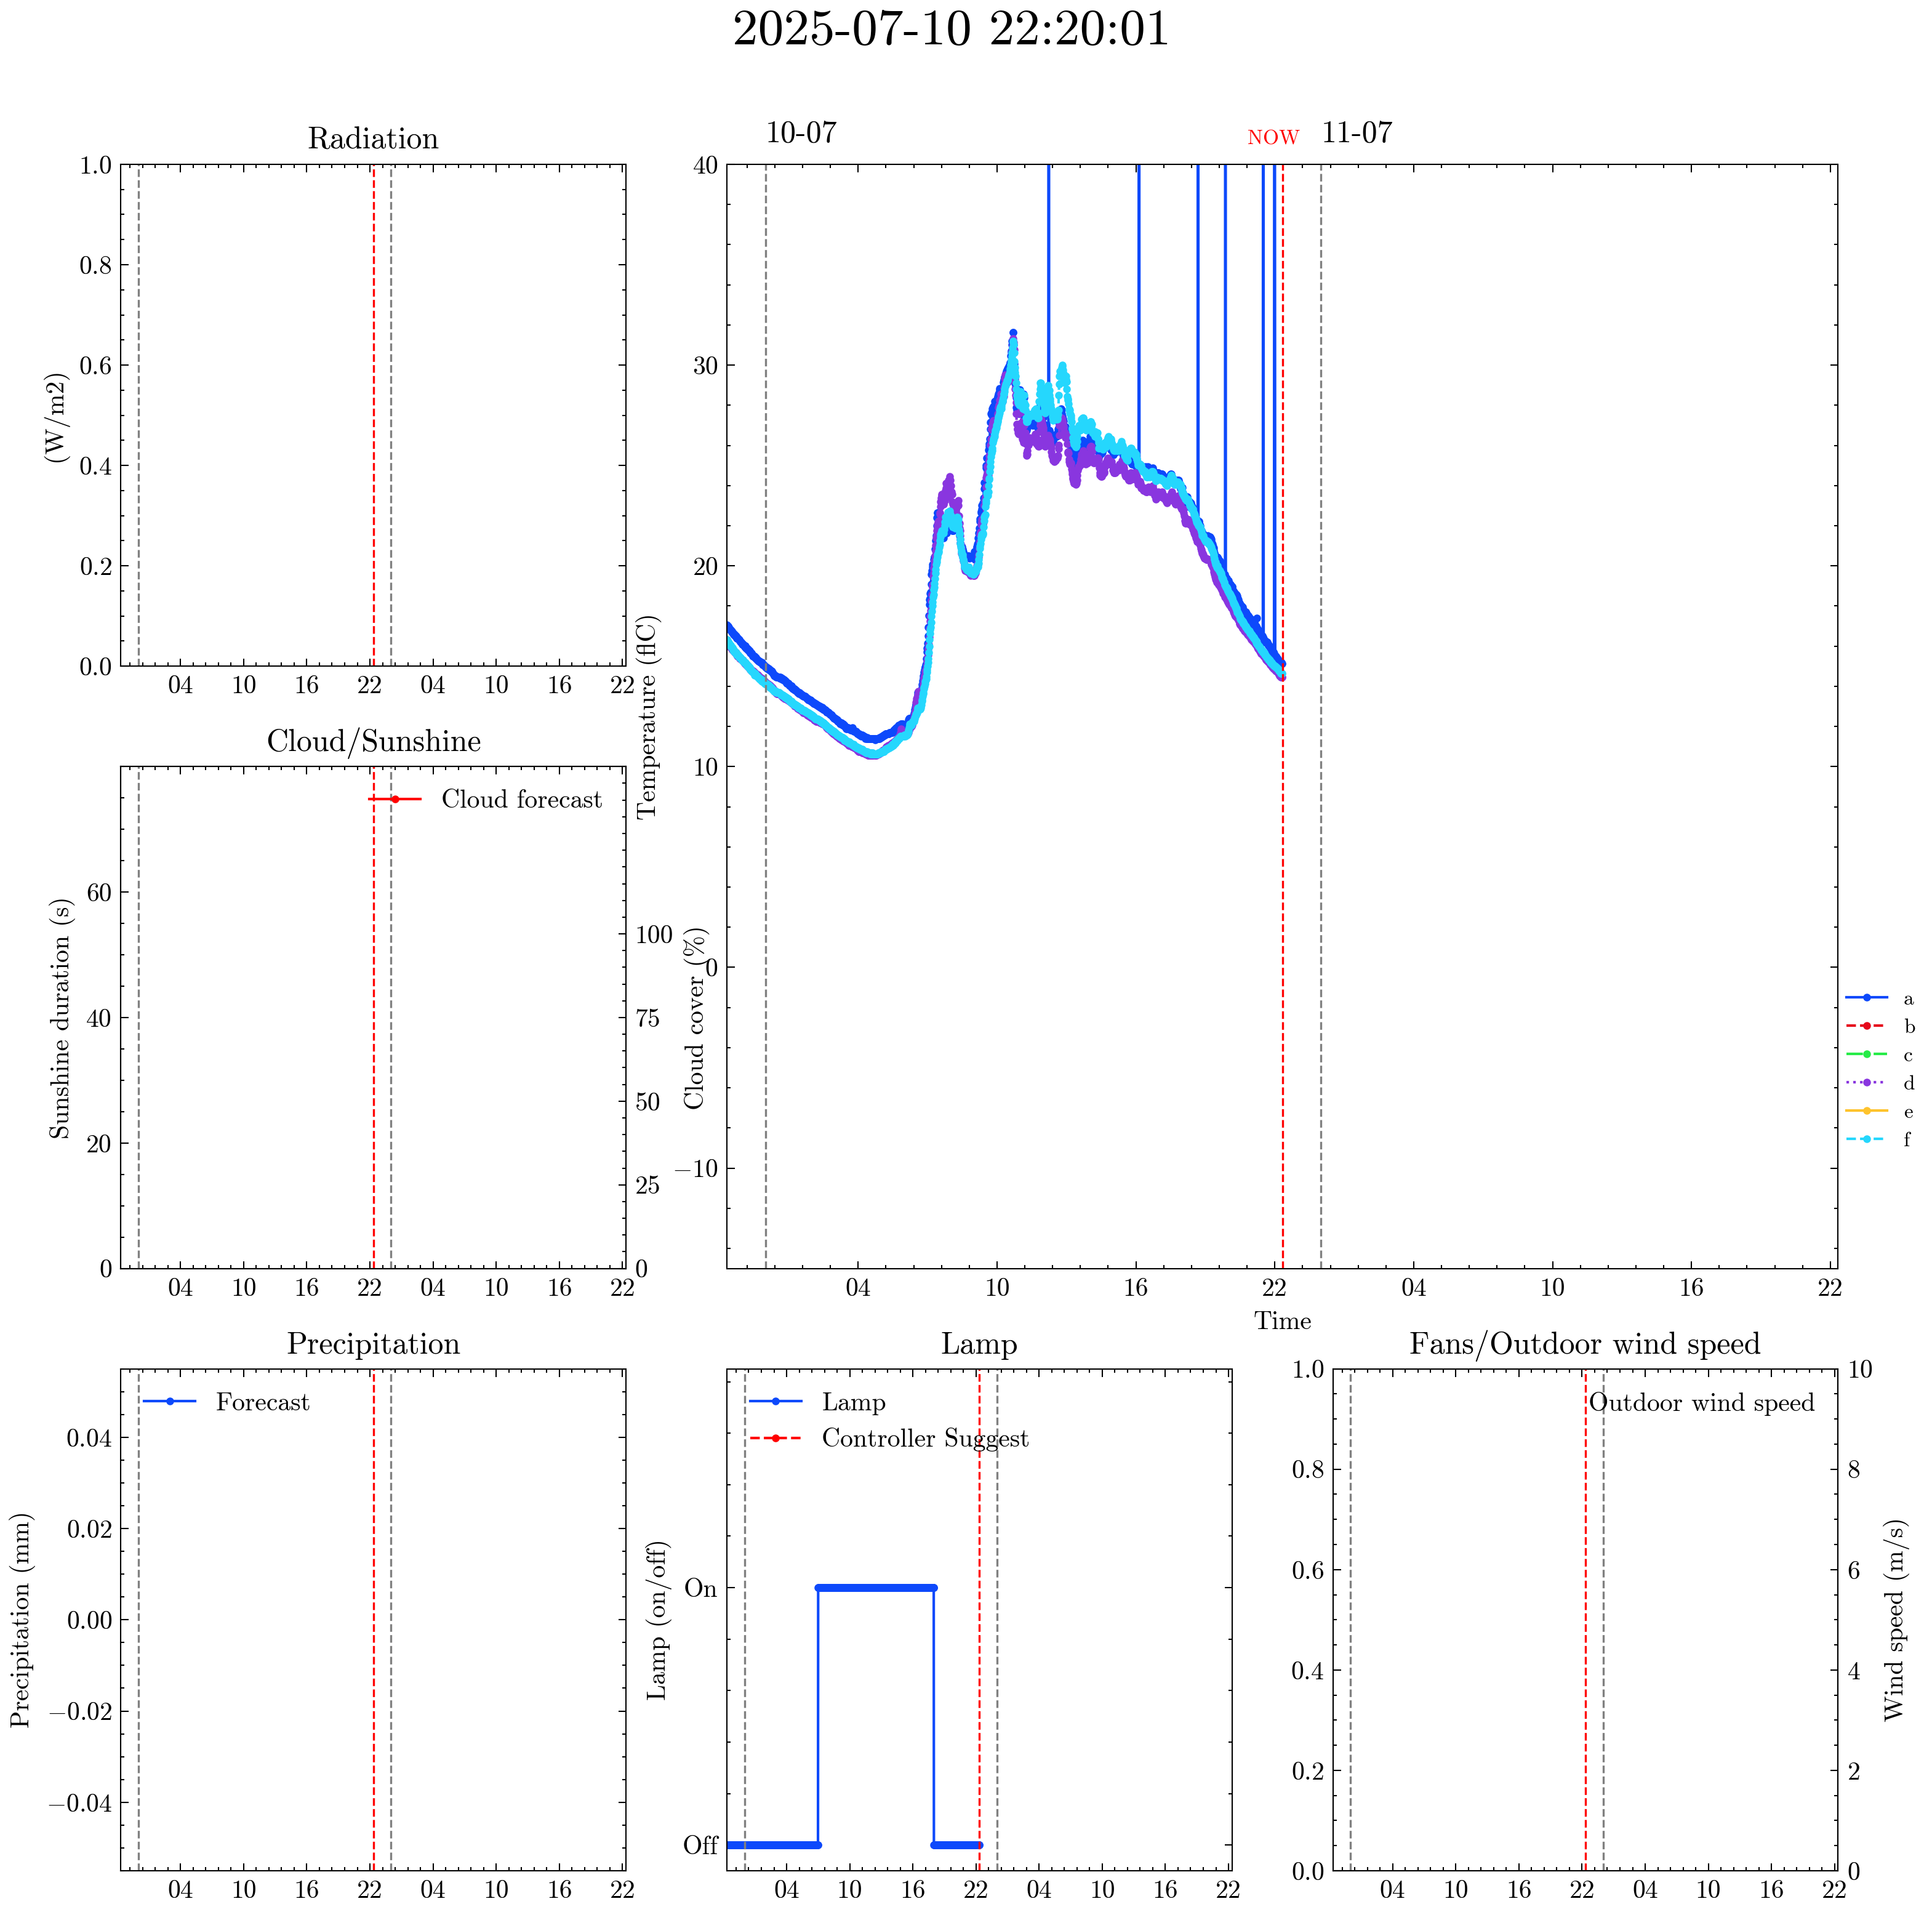 2025-07-10 22:20:01
Radiation
1.0
0.8
0.6
0.4
0.2
0.0
(W/m2)
04 10 16 22 04 10 16 22
10-07
NOW
11-07
40
30
20
10
0
−10
Temperature (flC)
04 10 16 22 04 10 16 22
Time
a
b
c
d
e
f
Cloud/Sunshine
Cloud forecast
60
40
20
0
Sunshine duration (s)
100
75
50
25
0
Cloud cover (%)
04 10 16 22 04 10 16 22
Precipitation
Forecast
0.04
0.02
0.00
−0.02
−0.04
Precipitation (mm)
04 10 16 22 04 10 16 22
Lamp
Lamp
Controller Suggest
On
Off
Lamp (on/off)
04 10 16 22 04 10 16 22
Fans/Outdoor wind speed
Outdoor wind speed
1.0
0.8
0.6
0.4
0.2
0.0
10
8
6
4
2
0
Wind speed (m/s)
04 10 16 22 04 10 16 22